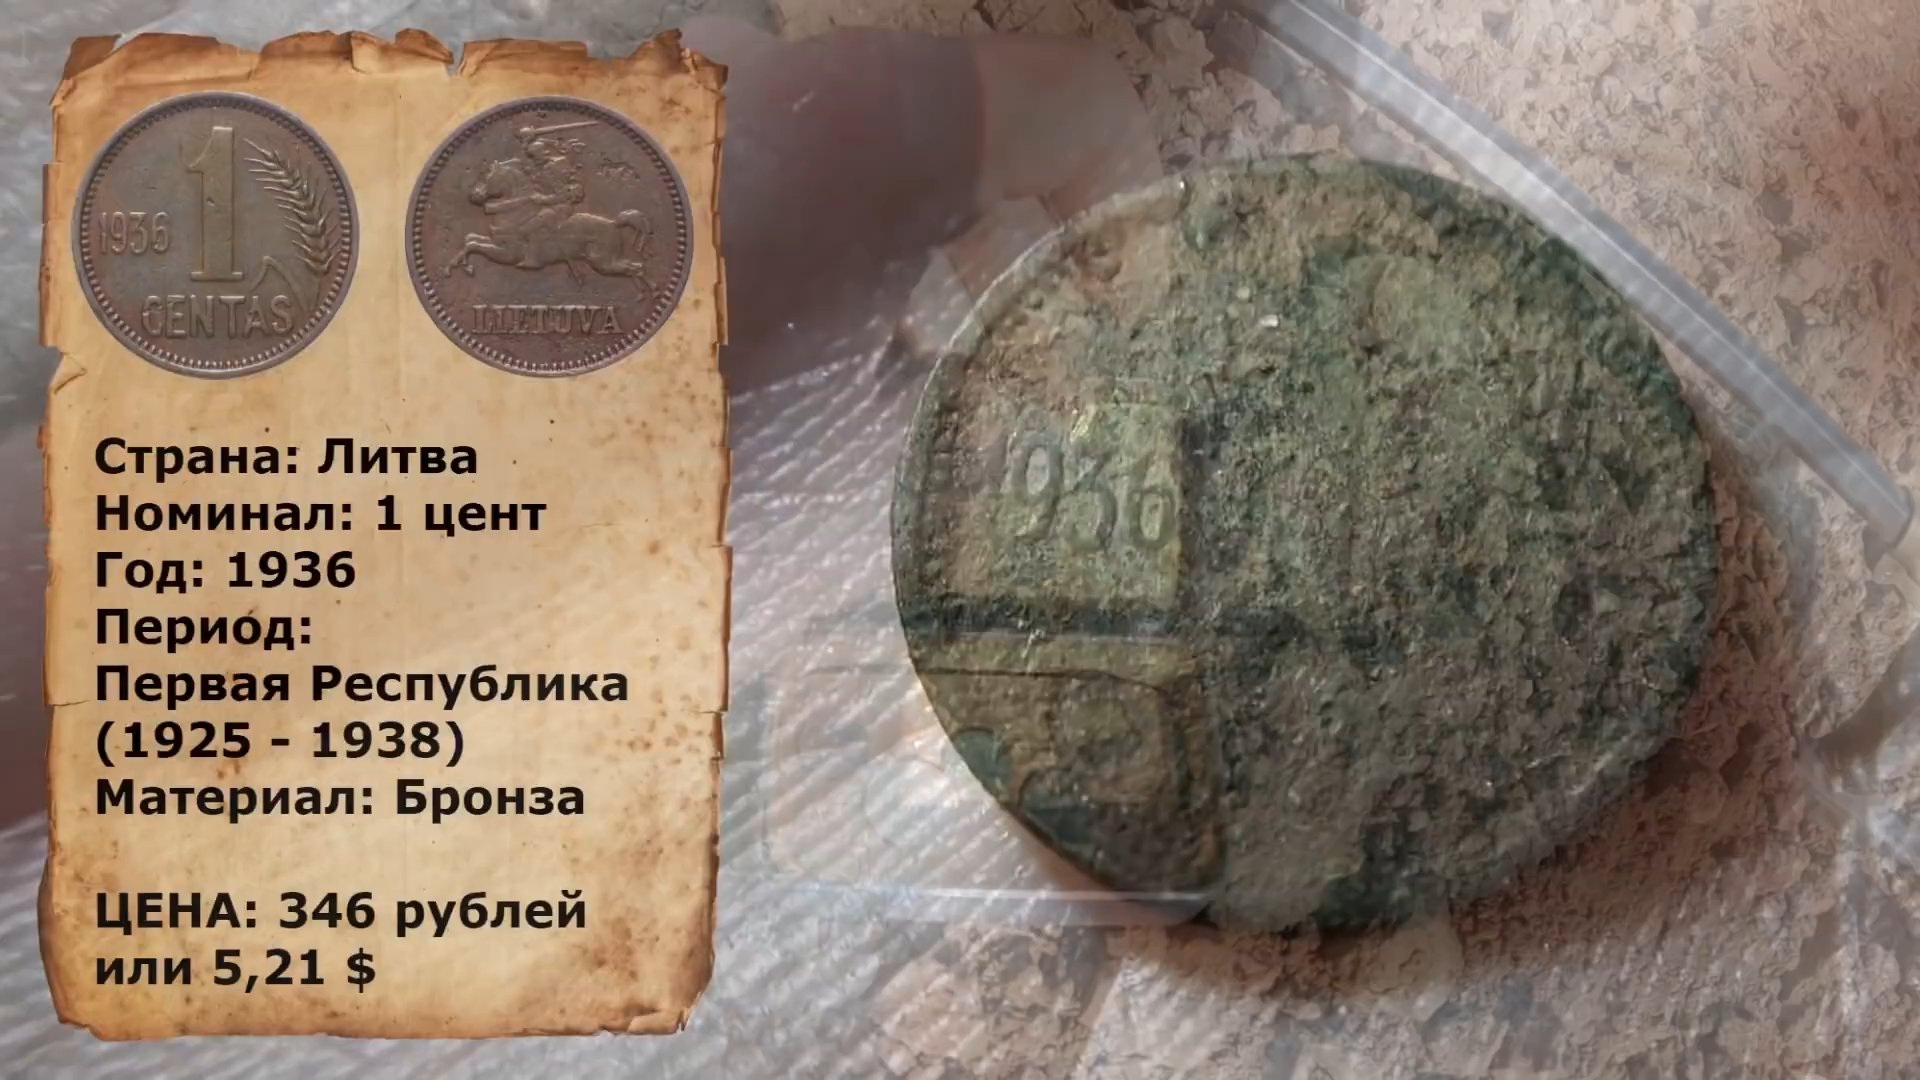 1936
1
CENTAS
LIETUVA
Страна: Литва
Номинал: 1 цент
Год: 1936
Период:
Первая Республика
(1925 - 1938)
Материал: Бронза
ЦЕНА: 346 рублей
или 5,21 $
936